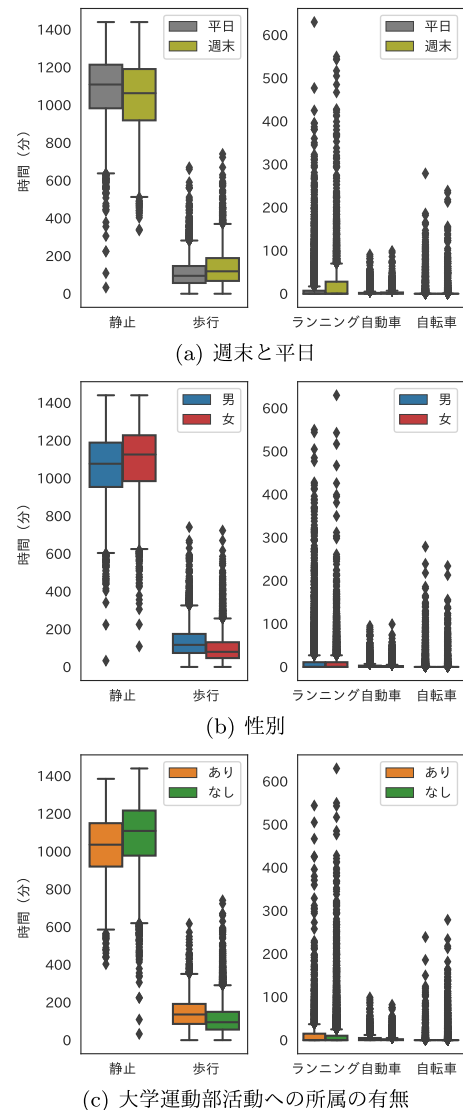 平日
週末
時間 (分)
1400
1200
1000
800
600
400
200
0
静止
歩行
平日
週末
600
500
400
300
200
100
0
ランニング
自動車
自転車
(a) 週末と平日
男
女
時間 (分)
1400
1200
1000
800
600
400
200
0
静止
歩行
男
女
600
500
400
300
200
100
0
ランニング
自動車
自転車
(b) 性別
あり
なし
時間 (分)
1400
1200
1000
800
600
400
200
0
静止
歩行
あり
なし
600
500
400
300
200
100
0
ランニング
自動車
自転車
(c) 大学運動部活動への所属の有無